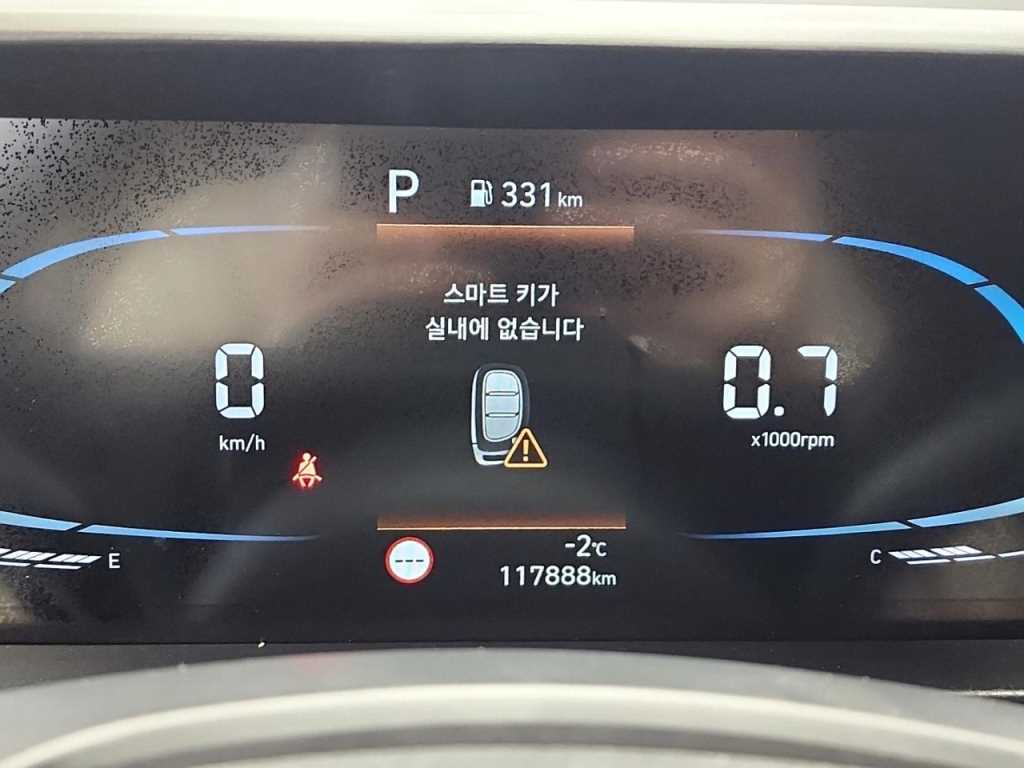 P 331 km
스마트 키가
실내에 없습니다
0 0.7
km/h x1000rpm
---
-2℃
E C
117888km